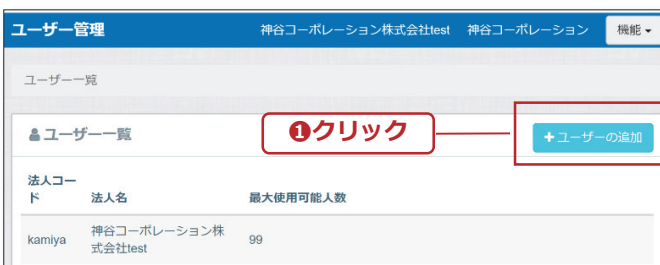 ユーザー管理 神谷コーポレーション株式会社test 神谷コーポレーション 機能
ユーザー一覧
ユーザー一覧 ❶クリック +ユーザーの追加
法人コー
ド 法人名 最大使用可能人数
kamiya 神谷コーポレーション株
式会社test 99